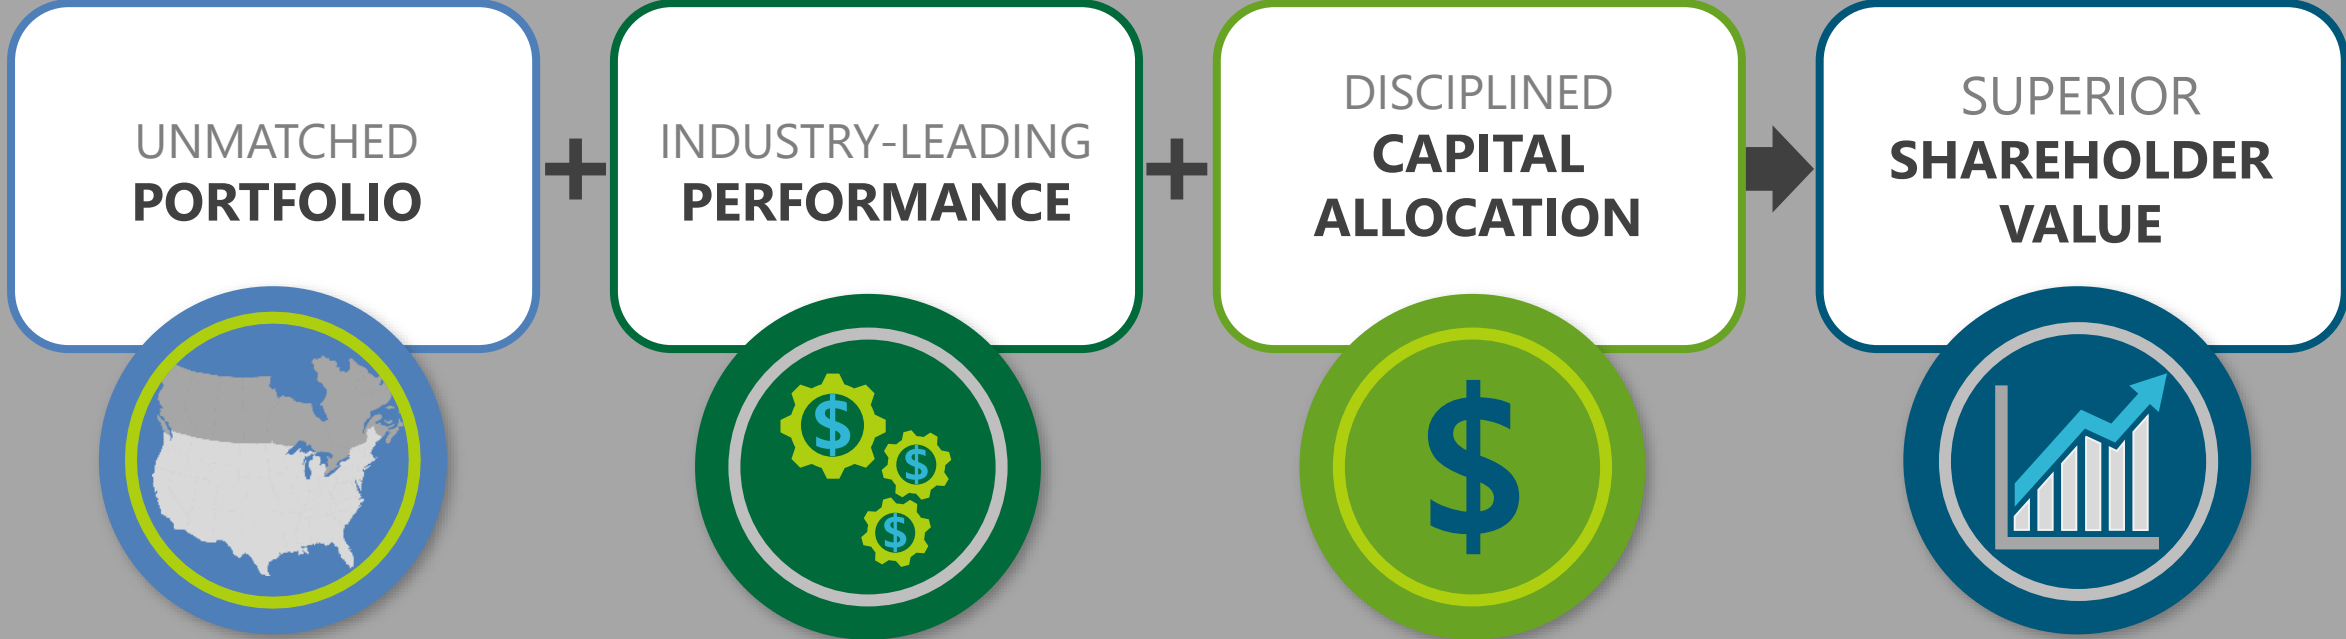 UNMATCHED
PORTFOLIO
+
INDUSTRY-LEADING
PERFORMANCE
+
DISCIPLINED
CAPITAL
ALLOCATION
SUPERIOR
SHAREHOLDER
VALUE
$
$
$
$